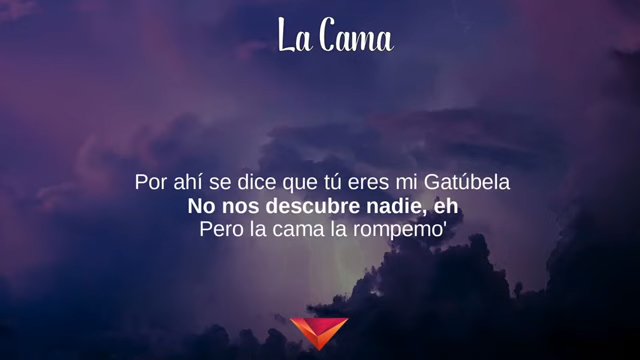 La Cama
Por ahí se dice que tú eres mi Gatúbela
No nos descubre nadie, eh
Pero la cama la rompemo'